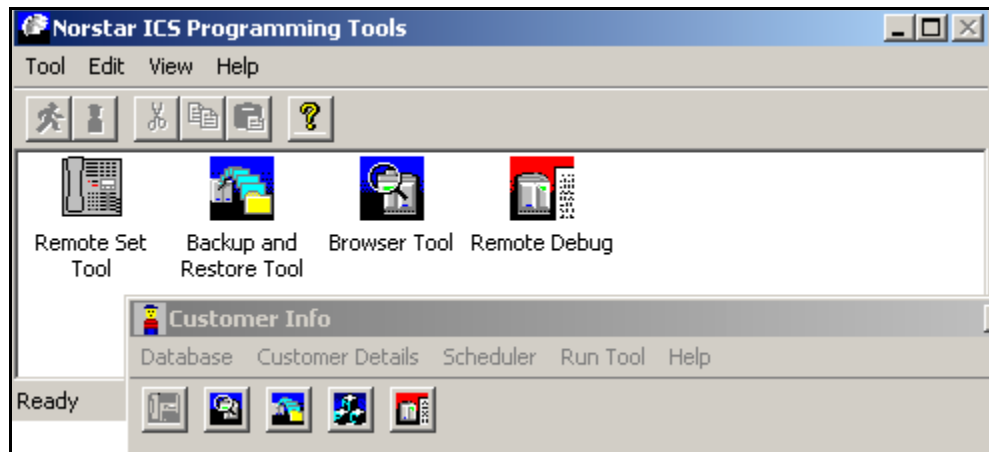 Norstar ICS Programming Tools
Tool Edit View Help
Remote Set Tool
Backup and Restore Tool
Browser Tool
Remote Debug
Customer Info
Database Customer Details Scheduler Run Tool Help
Ready